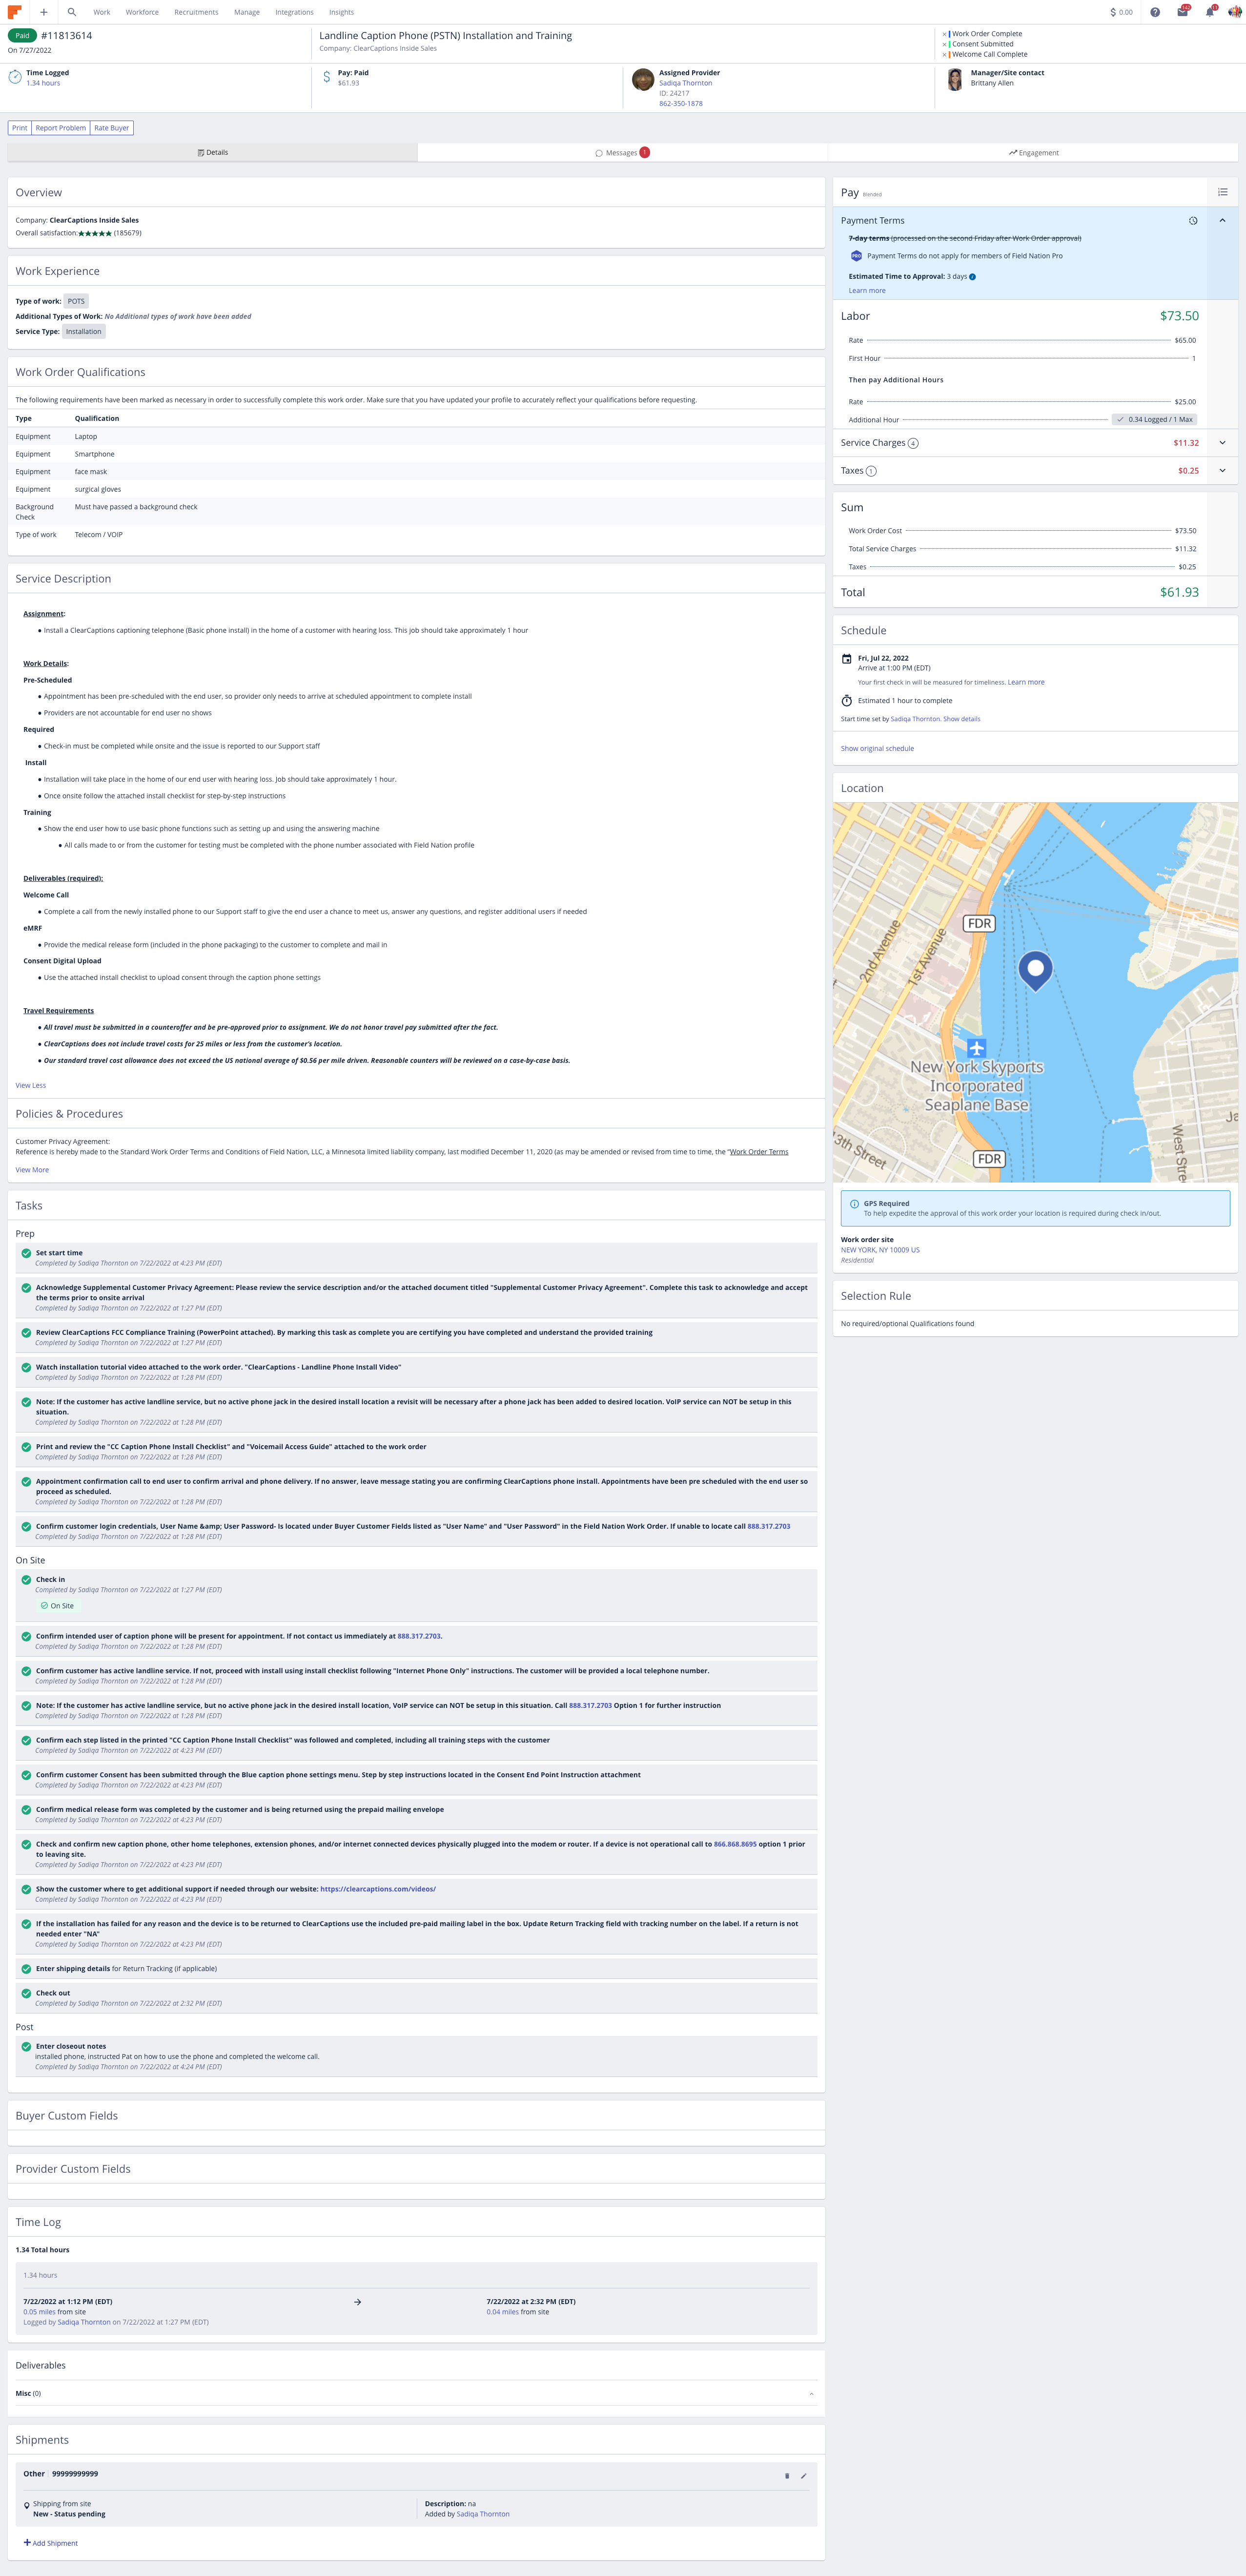 Work Workforce Recruitments Manage Integrations Insights
0.00
Paid #11813614
On 7/27/2022
Landline Caption Phone (PSTN) Installation and Training
Company: ClearCaptions Inside Sales
Work Order Complete
Consent Submitted
Welcome Call Complete
Time Logged
1.34 hours
Pay: Paid
$61.93
Assigned Provider
Sadiqa Thornton
ID: 24217
862-350-1878
Manager/Site contact
Brittany Allen
Print Report Problem Rate Buyer
Details
Messages 1
Engagement
Overview
Company: ClearCaptions Inside Sales
Overall satisfaction:★★★★★ (185679)
Work Experience
Type of work: POTS
Additional Types of Work: No Additional types of work have been added
Service Type: Installation
Work Order Qualifications
The following requirements have been marked as necessary in order to successfully complete this work order. Make sure that you have updated your profile to accurately reflect your qualifications before requesting.
Type Qualification
Equipment Laptop
Equipment Smartphone
Equipment face mask
Equipment surgical gloves
Background Check Must have passed a background check
Type of work Telecom / VOIP
Service Description
Assignment:
● Install a ClearCaptions captioning telephone (Basic phone install) in the home of a customer with hearing loss. This job should take approximately 1 hour
Work Details:
Pre-Scheduled
● Appointment has been pre-scheduled with the end user, so provider only needs to arrive at scheduled appointment to complete install
● Providers are not accountable for end user no shows
Required
● Check-in must be completed while onsite and the issue is reported to our Support staff
Install
● Installation will take place in the home of our end user with hearing loss. Job should take approximately 1 hour.
● Once onsite follow the attached install checklist for step-by-step instructions
Training
● Show the end user how to use basic phone functions such as setting up and using the answering machine
● All calls made to or from the customer for testing must be completed with the phone number associated with Field Nation profile
Deliverables (required):
Welcome Call
● Complete a call from the newly installed phone to our Support staff to give the end user a chance to meet us, answer any questions, and register additional users if needed
eMRF
● Provide the medical release form (included in the phone packaging) to the customer to complete and mail in
Consent Digital Upload
● Use the attached install checklist to upload consent through the caption phone settings
Travel Requirements
● All travel must be submitted in a counteroffer and be pre-approved prior to assignment. We do not honor travel pay submitted after the fact.
● ClearCaptions does not include travel costs for 25 miles or less from the customer's location.
● Our standard travel cost allowance does not exceed the US national average of $0.56 per mile driven. Reasonable counters will be reviewed on a case-by-case basis.
View Less
Policies & Procedures
Customer Privacy Agreement:
Reference is hereby made to the Standard Work Order Terms and Conditions of Field Nation, LLC, a Minnesota limited liability company, last modified December 11, 2020 (as may be amended or revised from time to time, the "Work Order Terms
View More
Tasks
Prep
Set start time
Completed by Sadiqa Thornton on 7/22/2022 at 4:23 PM (EDT)
Acknowledge Supplemental Customer Privacy Agreement: Please review the service description and/or the attached document titled "Supplemental Customer Privacy Agreement". Complete this task to acknowledge and accept
the terms prior to onsite arrival
Completed by Sadiqa Thornton on 7/22/2022 at 1:27 PM (EDT)
Review ClearCaptions FCC Compliance Training (PowerPoint attached). By marking this task as complete you are certifying you have completed and understand the provided training
Completed by Sadiqa Thornton on 7/22/2022 at 1:27 PM (EDT)
Watch installation tutorial video attached to the work order. "ClearCaptions - Landline Phone Install Video"
Completed by Sadiqa Thornton on 7/22/2022 at 1:28 PM (EDT)
Note: If the customer has active landline service, but no active phone jack in the desired install location a revisit will be necessary after a phone jack has been added to desired location. VoIP service can NOT be setup in this
situation.
Completed by Sadiqa Thornton on 7/22/2022 at 1:28 PM (EDT)
Print and review the "CC Caption Phone Install Checklist" and "Voicemail Access Guide" attached to the work order
Completed by Sadiqa Thornton on 7/22/2022 at 1:28 PM (EDT)
Appointment confirmation call to end user to confirm arrival and phone delivery. If no answer, leave message stating you are confirming ClearCaptions phone install. Appointments have been pre scheduled with the end user so
proceed as scheduled.
Completed by Sadiqa Thornton on 7/22/2022 at 1:28 PM (EDT)
Confirm customer login credentials, User Name &amp; User Password- Is located under Buyer Customer Fields listed as "User Name" and "User Password" in the Field Nation Work Order. If unable to locate call 888.317.2703
Completed by Sadiqa Thornton on 7/22/2022 at 1:28 PM (EDT)
On Site
Check in
Completed by Sadiqa Thornton on 7/22/2022 at 1:27 PM (EDT)
On Site
Confirm intended user of caption phone will be present for appointment. If not contact us immediately at 888.317.2703.
Completed by Sadiqa Thornton on 7/22/2022 at 1:28 PM (EDT)
Confirm customer has active landline service. If not, proceed with install using install checklist following "Internet Phone Only" instructions. The customer will be provided a local telephone number.
Completed by Sadiqa Thornton on 7/22/2022 at 1:28 PM (EDT)
Note: If the customer has active landline service, but no active phone jack in the desired install location, VoIP service can NOT be setup in this situation. Call 888.317.2703 Option 1 for further instruction
Completed by Sadiqa Thornton on 7/22/2022 at 1:28 PM (EDT)
Confirm each step listed in the printed "CC Caption Phone Install Checklist" was followed and completed, including all training steps with the customer
Completed by Sadiqa Thornton on 7/22/2022 at 4:23 PM (EDT)
Confirm customer Consent has been submitted through the Blue caption phone settings menu. Step by step instructions located in the Consent End Point Instruction attachment
Completed by Sadiqa Thornton on 7/22/2022 at 4:23 PM (EDT)
Confirm medical release form was completed by the customer and is being returned using the prepaid mailing envelope
Completed by Sadiqa Thornton on 7/22/2022 at 4:23 PM (EDT)
Check and confirm new caption phone, other home telephones, extension phones, and/or internet connected devices physically plugged into the modem or router. If a device is not operational call to 866.868.8695 option 1 prior
to leaving site.
Completed by Sadiqa Thornton on 7/22/2022 at 4:23 PM (EDT)
Show the customer where to get additional support if needed through our website: https://clearcaptions.com/videos/
Completed by Sadiqa Thornton on 7/22/2022 at 4:23 PM (EDT)
If the installation has failed for any reason and the device is to be returned to ClearCaptions use the included pre-paid mailing label in the box. Update Return Tracking field with tracking number on the label. If a return is not
needed enter "NA"
Completed by Sadiqa Thornton on 7/22/2022 at 4:23 PM (EDT)
Enter shipping details for Return Tracking (if applicable)
Check out
Completed by Sadiqa Thornton on 7/22/2022 at 2:32 PM (EDT)
Post
Enter closeout notes
installed phone, instructed Pat on how to use the phone and completed the welcome call.
Completed by Sadiqa Thornton on 7/22/2022 at 4:24 PM (EDT)
Buyer Custom Fields
Provider Custom Fields
Time Log
1.34 Total hours
1.34 hours
7/22/2022 at 1:12 PM (EDT)
0.05 miles from site
Logged by Sadiqa Thornton on 7/22/2022 at 1:27 PM (EDT)
7/22/2022 at 2:32 PM (EDT)
0.04 miles from site
Deliverables
Misc (0)
Shipments
Other 99999999999
Shipping from site
New - Status pending
Description: na
Added by Sadiqa Thornton
Add Shipment
Pay Blended
Payment Terms
7-day terms (processed on the second Friday after Work Order approval)
PRO Payment Terms do not apply for members of Field Nation Pro
Estimated Time to Approval: 3 days
Learn more
Labor $73.50
Rate $65.00
First Hour 1
Then pay Additional Hours
Rate $25.00
Additional Hour 0.34 Logged / 1 Max
Service Charges 4 $11.32
Taxes 1 $0.25
Sum
Work Order Cost $73.50
Total Service Charges $11.32
Taxes $0.25
Total $61.93
Schedule
Fri, Jul 22, 2022
Arrive at 1:00 PM (EDT)
Your first check in will be measured for timeliness. Learn more
Estimated 1 hour to complete
Start time set by Sadiqa Thornton. Show details
Show original schedule
Location
FDR
2nd Avenue
1st Avenue
New York Skyports
Incorporated
Seaplane Base
FDR
West Stre
GPS Required
To help expedite the approval of this work order your location is required during check in/out.
Work order site
NEW YORK, NY 10009 US
Residential
Selection Rule
No required/optional Qualifications found